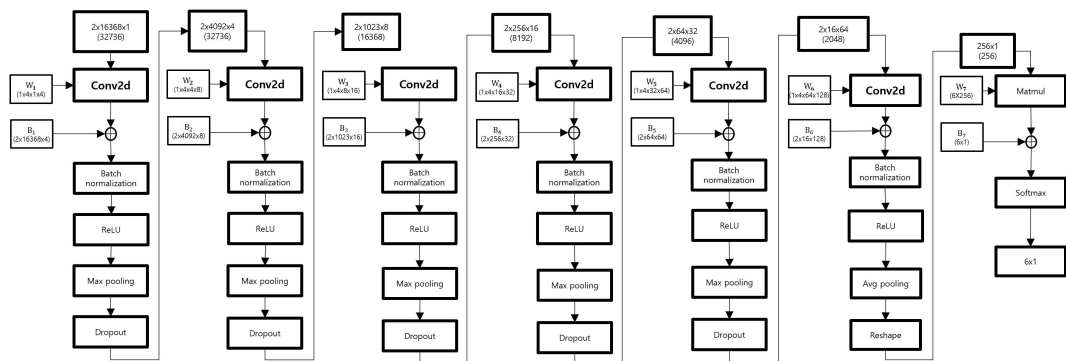 2x16368x1
(32736)
W1
(1x4x1x4)
Conv2d
B1
(2x16368x4)
Batch
normalization
ReLU
Max pooling
Dropout
2x4092x4
(32736)
W2
(1x4x4x8)
Conv2d
B2
(2x4092x8)
Batch
normalization
ReLU
Max pooling
Dropout
2x1023x8
(16368)
W3
(1x4x8x16)
Conv2d
B3
(2x1023x16)
Batch
normalization
ReLU
Max pooling
Dropout
2x256x16
(8192)
W4
(1x4x16x32)
Conv2d
B4
(2x256x32)
Batch
normalization
ReLU
Max pooling
Dropout
2x64x32
(4096)
W5
(1x4x32x64)
Conv2d
B5
(2x64x64)
Batch
normalization
ReLU
Max pooling
Dropout
2x16x64
(2048)
W6
(1x4x64x128)
Conv2d
B6
(2x16x128)
Batch
normalization
ReLU
Avg pooling
Reshape
256x1
(256)
W7
(6X256)
Matmul
B7
(6x1)
Softmax
6x1